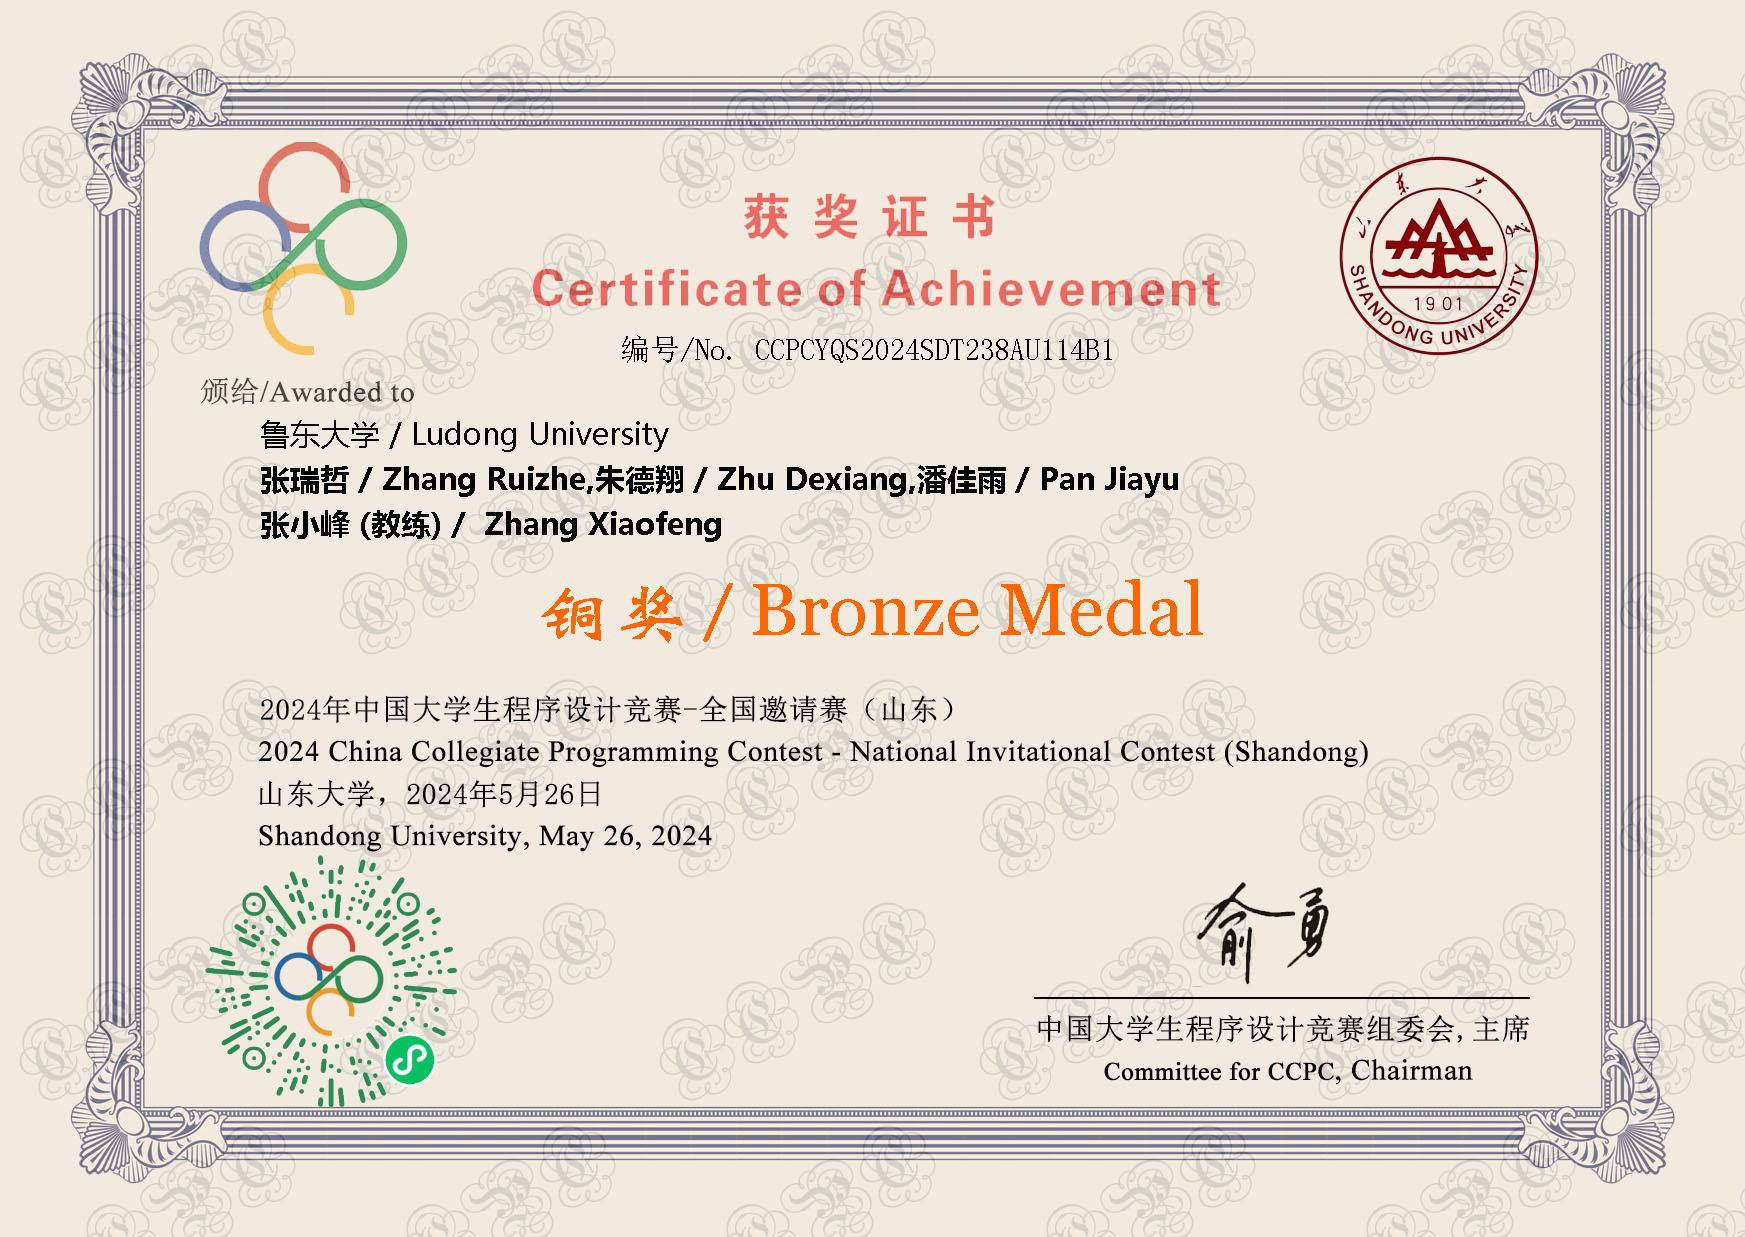 获奖证书
Certificate of Achievement
编号/No. CCPCYQS2024SDT238AU114B1
山东大学
SHANDONG UNIVERSITY
1901
颁给/Awarded to
鲁东大学 / Ludong University
张瑞哲 / Zhang Ruizhe,朱德翔 / Zhu Dexiang,潘佳雨 / Pan Jiayu
张小峰 (教练) / Zhang Xiaofeng
铜奖 / Bronze Medal
2024年中国大学生程序设计竞赛-全国邀请赛（山东）
2024 China Collegiate Programming Contest - National Invitational Contest (Shandong)
山东大学，2024年5月26日
Shandong University, May 26, 2024
俞勇
中国大学生程序设计竞赛组委会, 主席
Committee for CCPC, Chairman